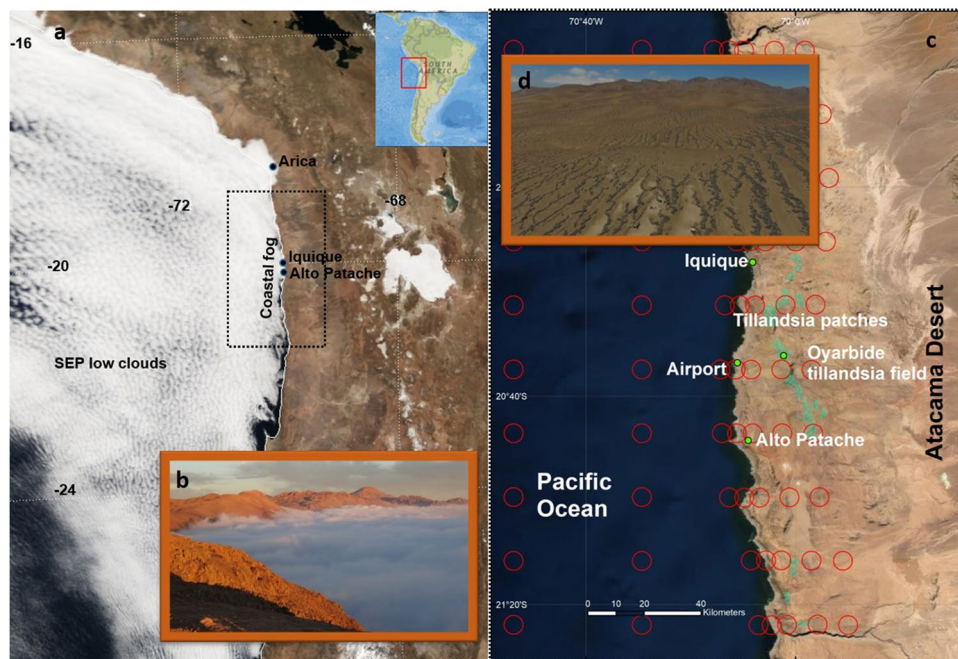 a
-16
SOUTH
AMERICA
Arica
-72
-68
Coastal fog
Iquique
Alto Patache
-20
SEP low clouds
-24
b
70°40'W
70°0'W
c
d
Iquique
Tillandsia patches
Airport
Oyarbide
tillandsia field
20°40'S
Alto Patache
Atacama Desert
Pacific
Ocean
21°20'S
0 10 20 40
Kilometers